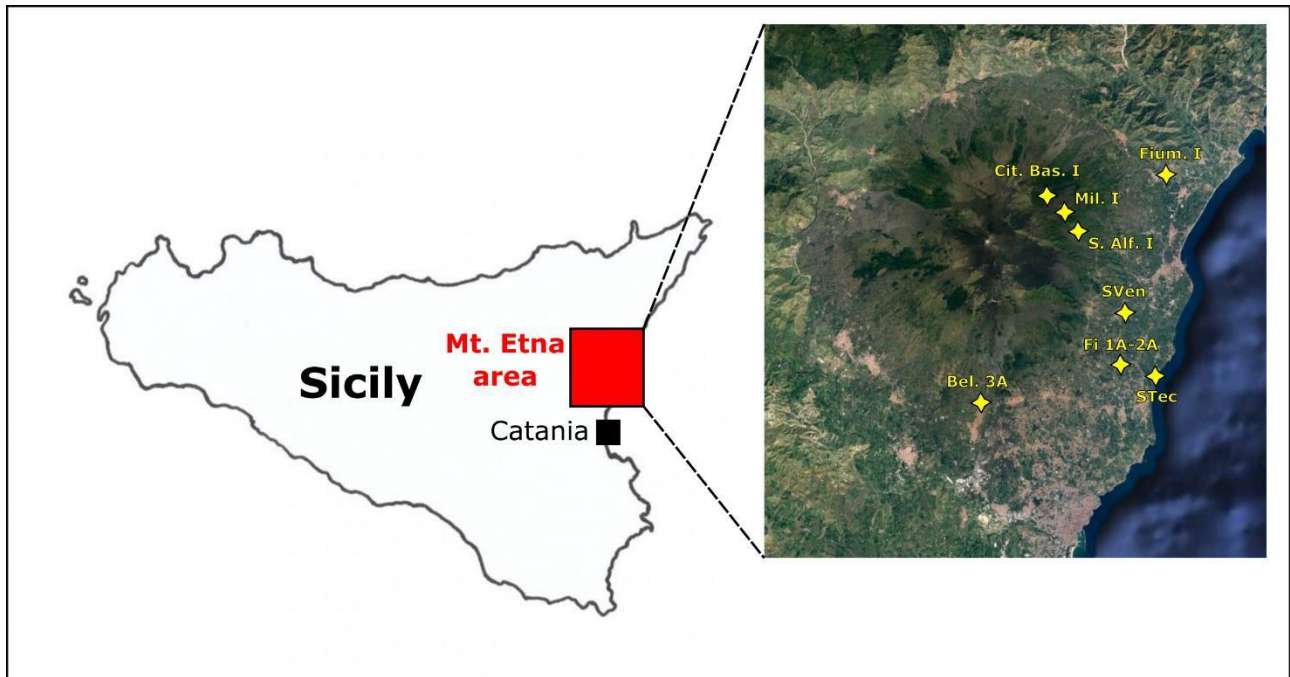 Mt. Etna
area
Sicily
Catania
Fium. I
Cit. Bas. I
Mil. I
S. Alf. I
SVen
Fi 1A-2A
STec
Bel. 3A